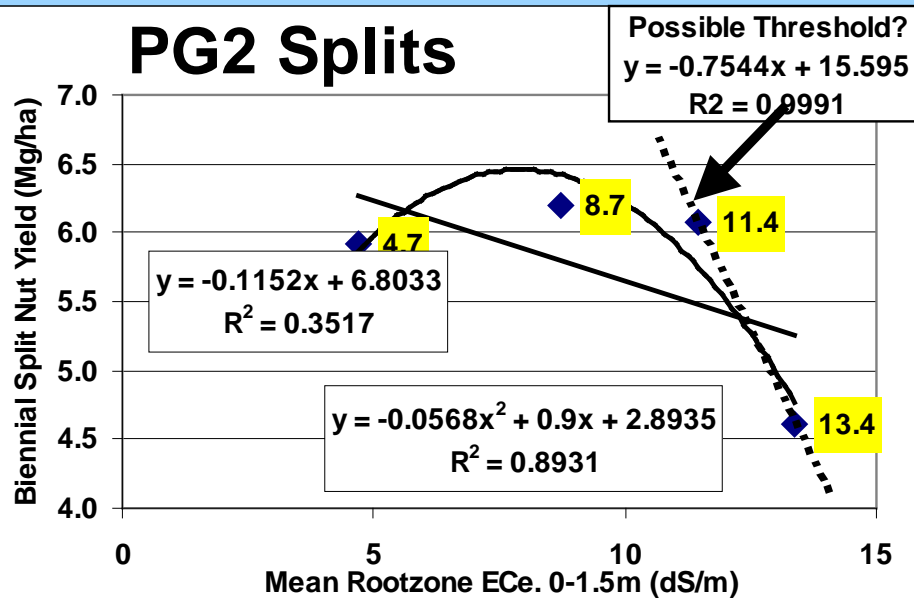 PG2 Splits
Possible Threshold?
y = -0.7544x + 15.595
R2 = 0.9991
Biennial Split Nut Yield (Mg/ha)
7.0
6.5
6.0
5.5
5.0
4.5
4.0
4.7
8.7
11.4
13.4
y = -0.1152x + 6.8033
R² = 0.3517
y = -0.0568x² + 0.9x + 2.8935
R² = 0.8931
0 5 10 15
Mean Rootzone ECe. 0-1.5m (dS/m)